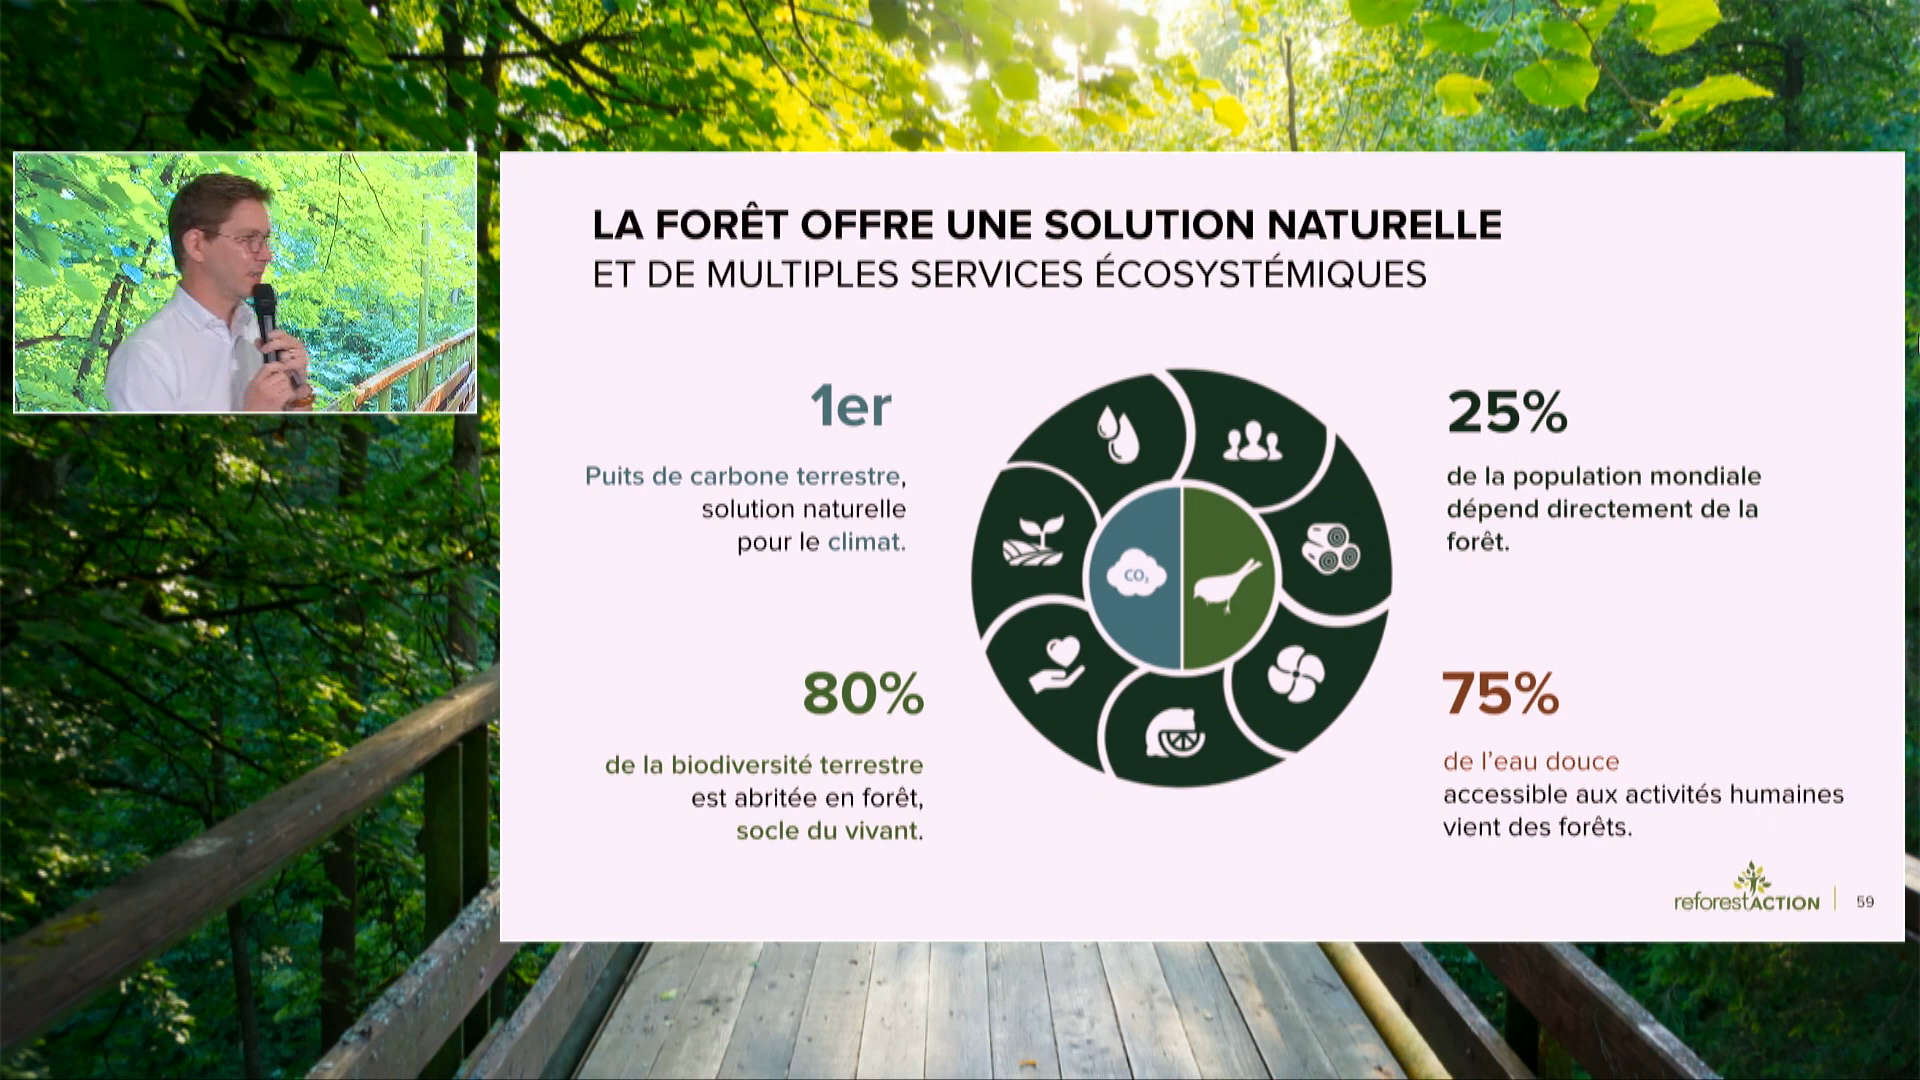 LA FORÊT OFFRE UNE SOLUTION NATURELLE
ET DE MULTIPLES SERVICES ÉCOSYSTÉMIQUES
1er
Puits de carbone terrestre,
solution naturelle
pour le climat.
80%
de la biodiversité terrestre
est abritée en forêt,
socle du vivant.
CO₂
25%
de la population mondiale
dépend directement de la
forêt.
75%
de l'eau douce
accessible aux activités humaines
vient des forêts.
reforestACTION
59